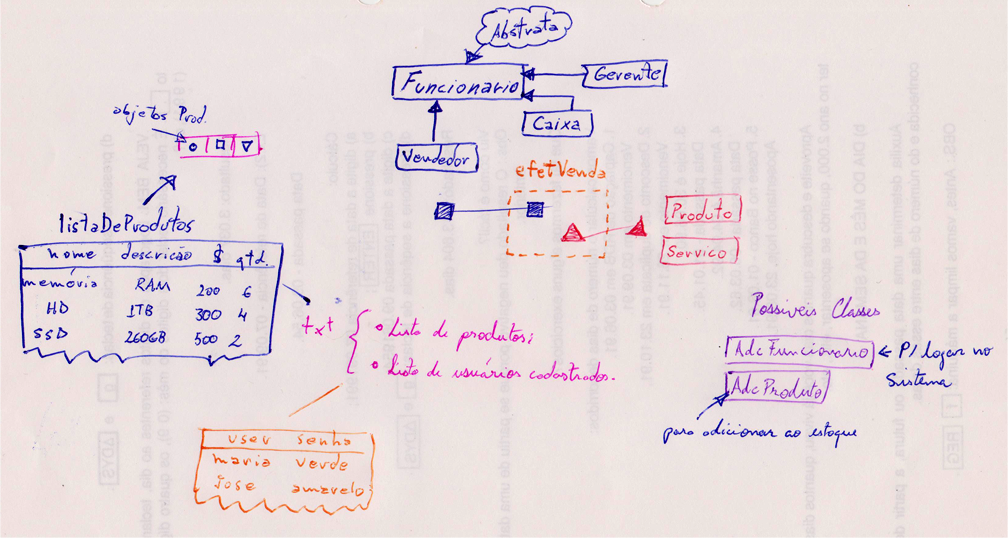 Abstrata
Funcionario
Gerente
Caixa
Vendedor
objetos Prod.
efetVenda
Produto
Servico
listaDeProdutos
nome descricão $ qtd.
memória RAM 200 6
HD 1TB 300 4
SSD 260GB 500 2
txt
• Lista de produtos;
• Lista de usuários cadastrados.
user senha
maria verde
jose amarelo
Possiveis Classes
AdcFuncionario ← P/ logar no
Sistema
AdcProduto
para adicionar ao estoque